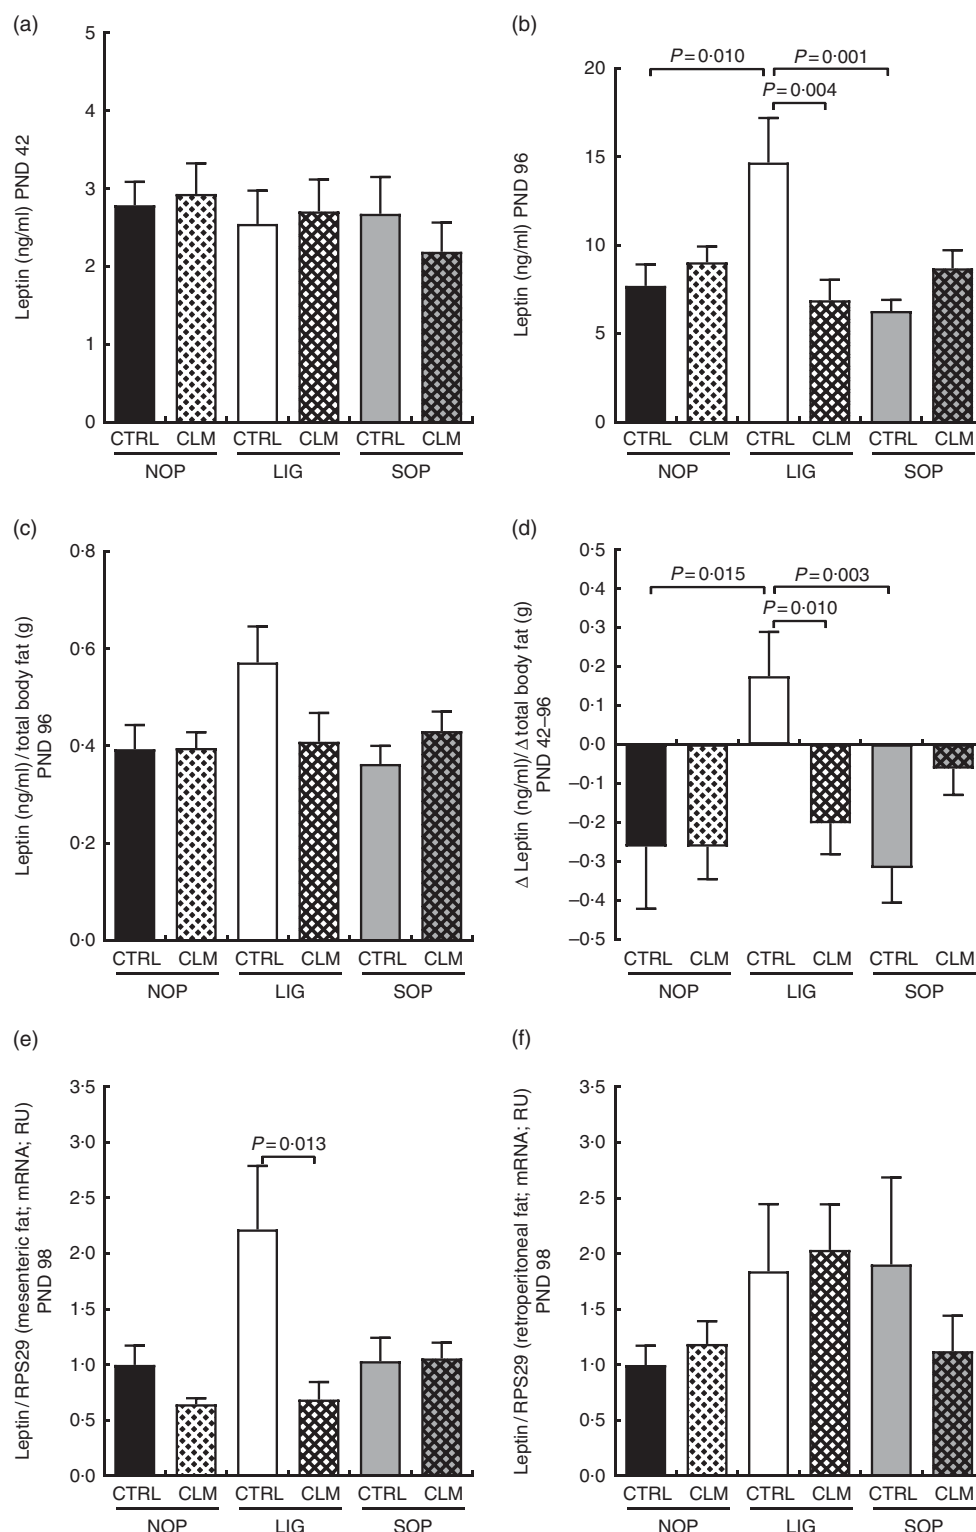 (a)
5
4
3
2
1
0
Leptin (ng/ml) PND 42
CTRL CLM CTRL CLM CTRL CLM
NOP LIG SOP
(b)
P=0·010 P=0·001
P=0·004
20
15
10
5
0
Leptin (ng/ml) PND 96
CTRL CLM CTRL CLM CTRL CLM
NOP LIG SOP
(c)
0·8
0·6
0·4
0·2
0·0
Leptin (ng/ml)/total body fat (g)
PND 96
CTRL CLM CTRL CLM CTRL CLM
NOP LIG SOP
(d)
0·5
0·4
0·3
0·2
0·1
0·0
–0·1
–0·2
–0·3
–0·4
–0·5
P=0·015 P=0·003
P=0·010
Δ Leptin (ng/ml)/Δ total body fat (g)
PND 42–96
CTRL CLM CTRL CLM CTRL CLM
NOP LIG SOP
(e)
3·5
3·0
2·5
2·0
1·5
1·0
0·5
0·0
P=0·013
Leptin/RPS29 (mesenteric fat; mRNA; RU)
PND 98
CTRL CLM CTRL CLM CTRL CLM
NOP LIG SOP
(f)
3·5
3·0
2·5
2·0
1·5
1·0
0·5
0·0
Leptin/RPS29 (retroperitoneal fat; mRNA; RU)
PND 98
CTRL CLM CTRL CLM CTRL CLM
NOP LIG SOP